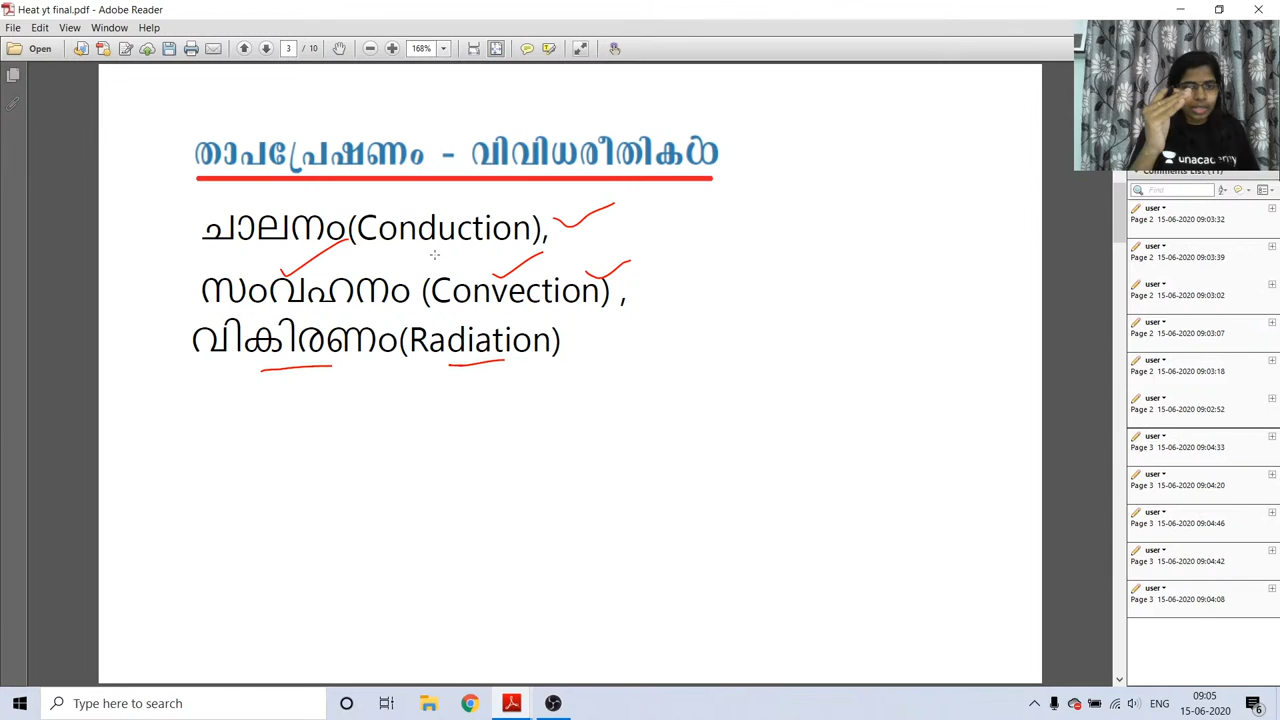 Heat yt final.pdf - Adobe Reader
File Edit View Window Help
Open 3 / 10 168%
താപപ്രേഷണം - വിവിധരീതികൾ
ചാലനം(Conduction),
സംവഹനം (Convection) ,
വികിരണം(Radiation)
unacademy
Comments List (11)
Find
user
Page 2 15-06-2020 09:03:32
user
Page 2 15-06-2020 09:03:39
user
Page 2 15-06-2020 09:03:02
user
Page 2 15-06-2020 09:03:07
user
Page 2 15-06-2020 09:03:18
user
Page 2 15-06-2020 09:02:52
user
Page 3 15-06-2020 09:04:33
user
Page 3 15-06-2020 09:04:20
user
Page 3 15-06-2020 09:04:46
user
Page 3 15-06-2020 09:04:42
user
Page 3 15-06-2020 09:04:08
Type here to search
ENG
09:05
15-06-2020
6